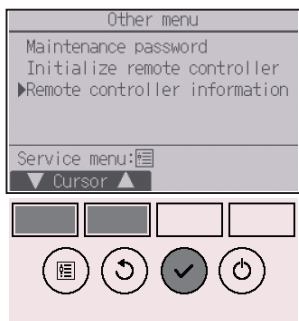 Other menu
Maintenance password
Initialize remote controller
▶Remote controller information
Service menu:
▼ Cursor ▲